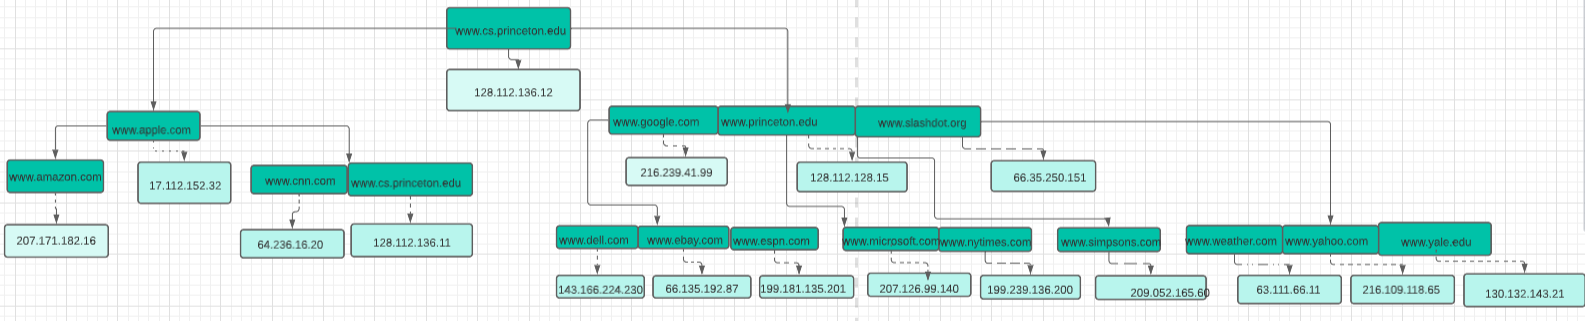 www.cs.princeton.edu
128.112.136.12
www.apple.com
www.google.com
www.princeton.edu
www.slashdot.org
www.amazon.com
17.112.152.32
www.cnn.com
www.cs.princeton.edu
216.239.41.99
128.112.128.15
66.35.250.151
207.171.182.16
64.236.16.20
128.112.136.11
www.dell.com
www.ebay.com
www.espn.com
www.microsoft.com
www.nytimes.com
www.simpsons.com
www.weather.com
www.yahoo.com
www.yale.edu
143.166.224.230
66.135.192.87
199.181.135.201
207.126.99.140
199.239.136.200
209.052.165.60
63.111.66.11
216.109.118.65
130.132.143.21